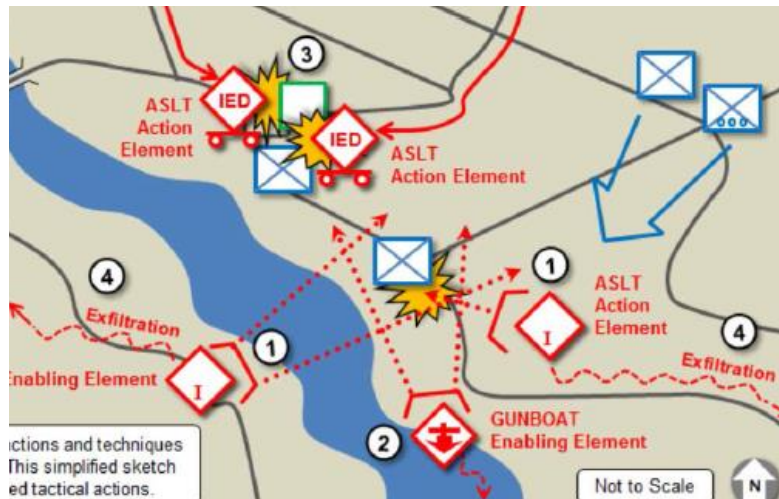 3
IED
ASLT
Action
Element
IED
ASLT
Action Element
4
Exfiltration
1
Enabling Element
I
1
ASLT
Action
Element
I
4
Exfiltration
2
GUNBOAT
Enabling Element
ctions and techniques
This simplified sketch
ed tactical actions.
Not to Scale
N